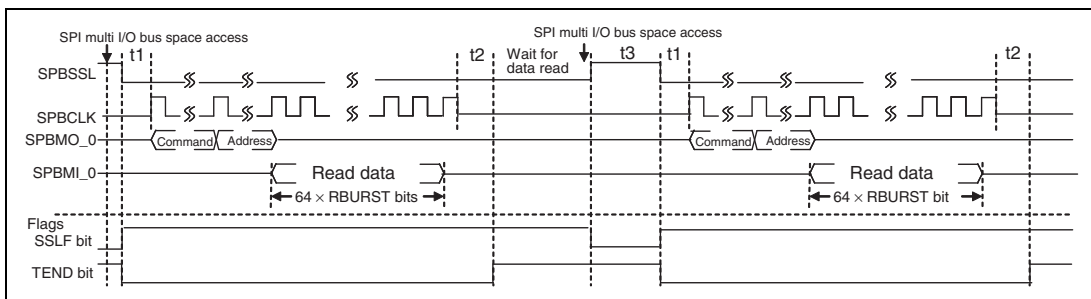 SPI multi I/O bus space access
SPI multi I/O bus space access
t1
t2
Wait for
data read
t3
t1
t2
SPBSSL
SPBCLK
SPBMO_0
Command
Address
Command
Address
SPBMI_0
Read data
Read data
64 × RBURST bits
64 × RBURST bit
Flags
SSLF bit
TEND bit